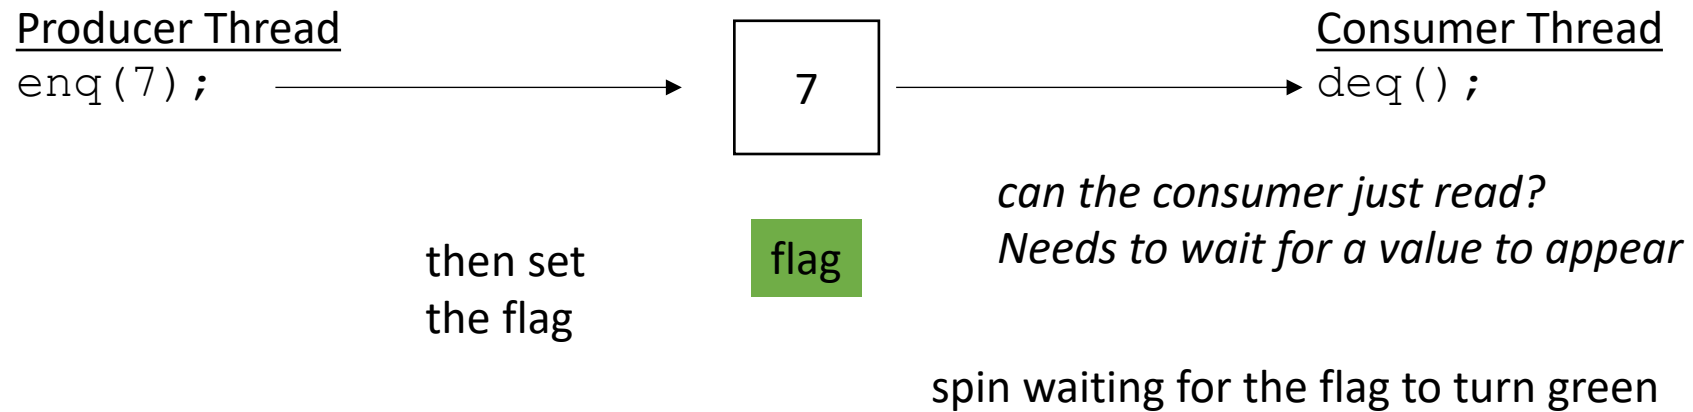 Producer Thread
enq(7);
7
Consumer Thread
deq();
can the consumer just read?
Needs to wait for a value to appear
then set
the flag
flag
spin waiting for the flag to turn green